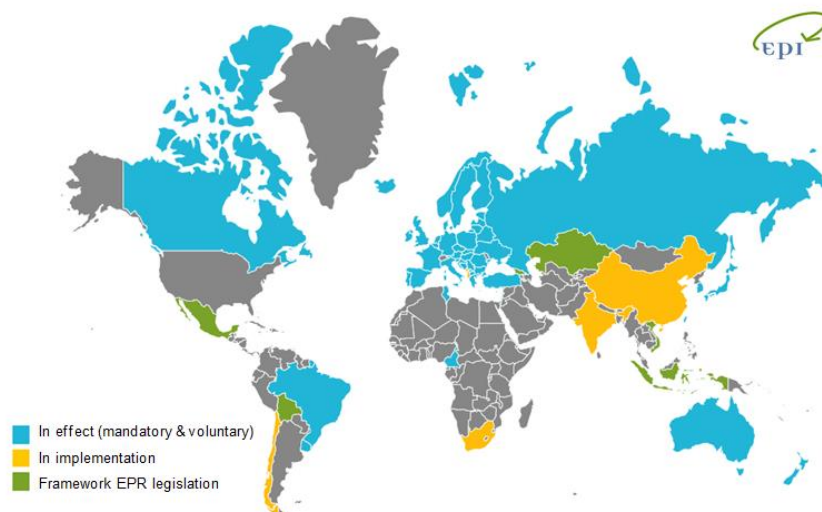 EPI
In effect (mandatory & voluntary)
In implementation
Framework EPR legislation